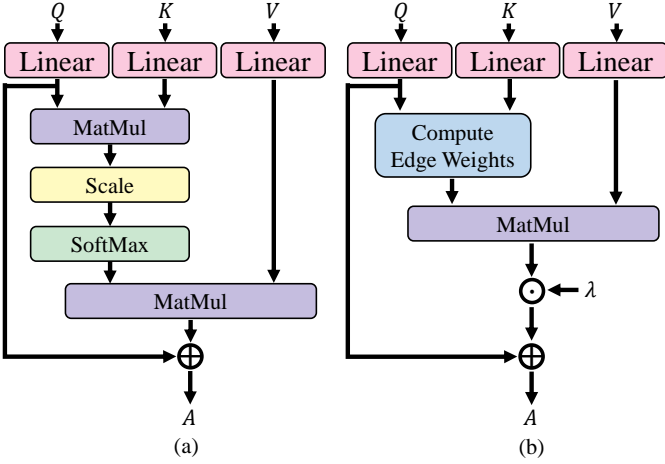 Q K V
Linear Linear Linear
MatMul
Scale
SoftMax
MatMul
A
(a)
Q K V
Linear Linear Linear
Compute
Edge Weights
MatMul
λ
A
(b)